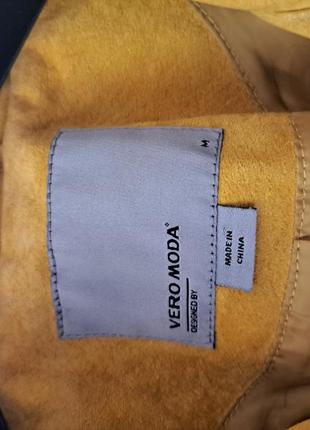 DESIGNED BY
VERO MODA®
M
MADE IN
CHINA